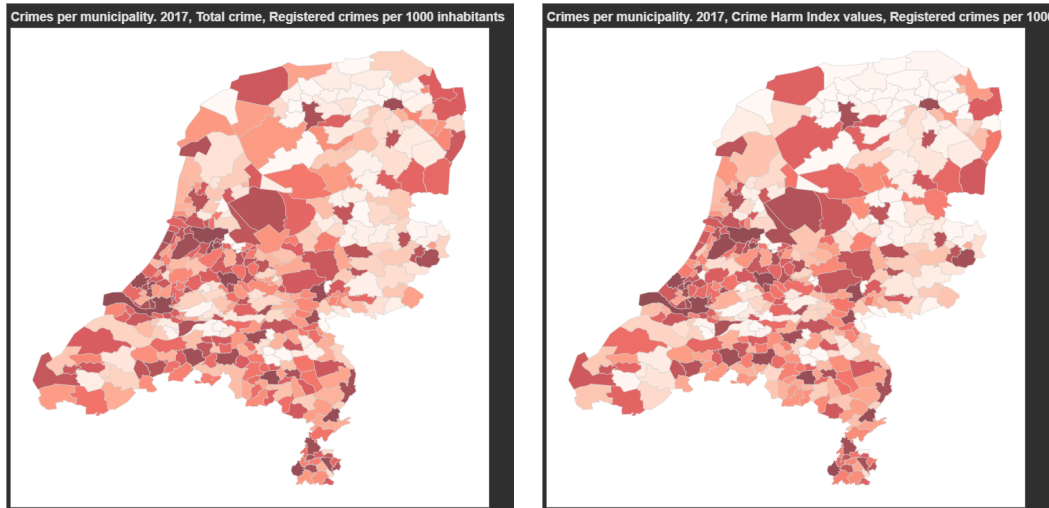 Crimes per municipality. 2017, Total crime, Registered crimes per 1000 inhabitants
Crimes per municipality. 2017, Crime Harm Index values, Registered crimes per 1000